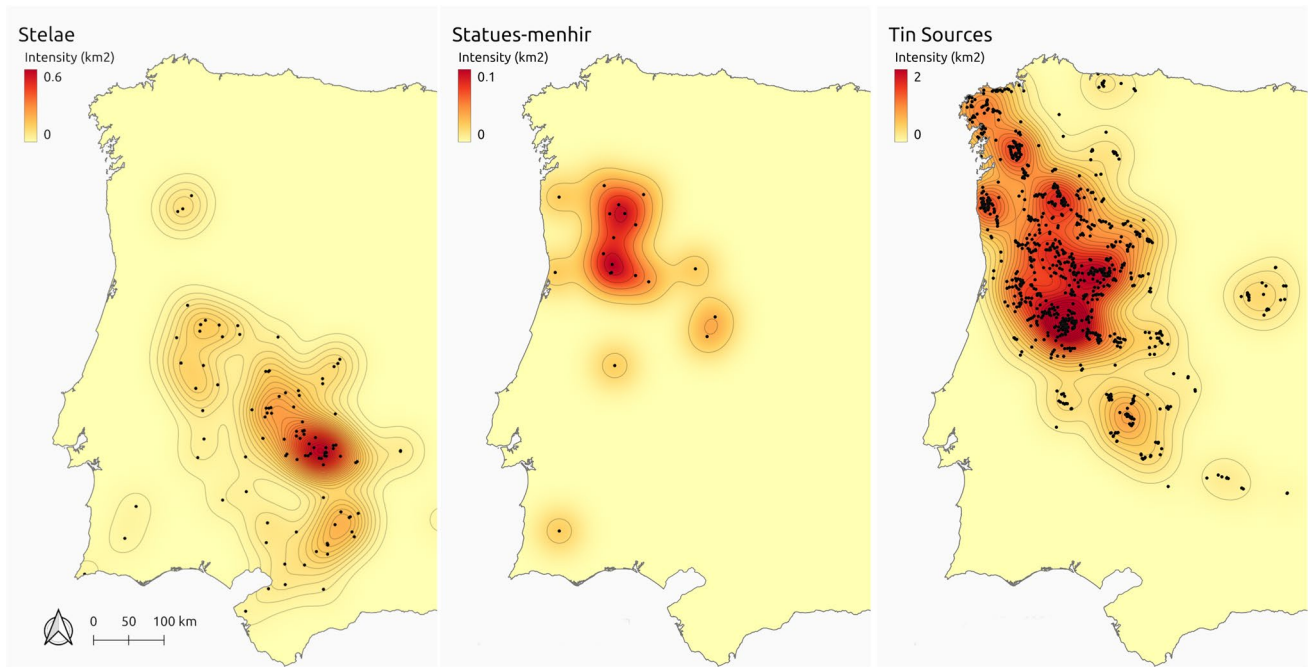 Stelae
Intensity (km2)
0.6
0
Statues-menhir
Intensity (km2)
0.1
0
Tin Sources
Intensity (km2)
2
0
0 50 100 km